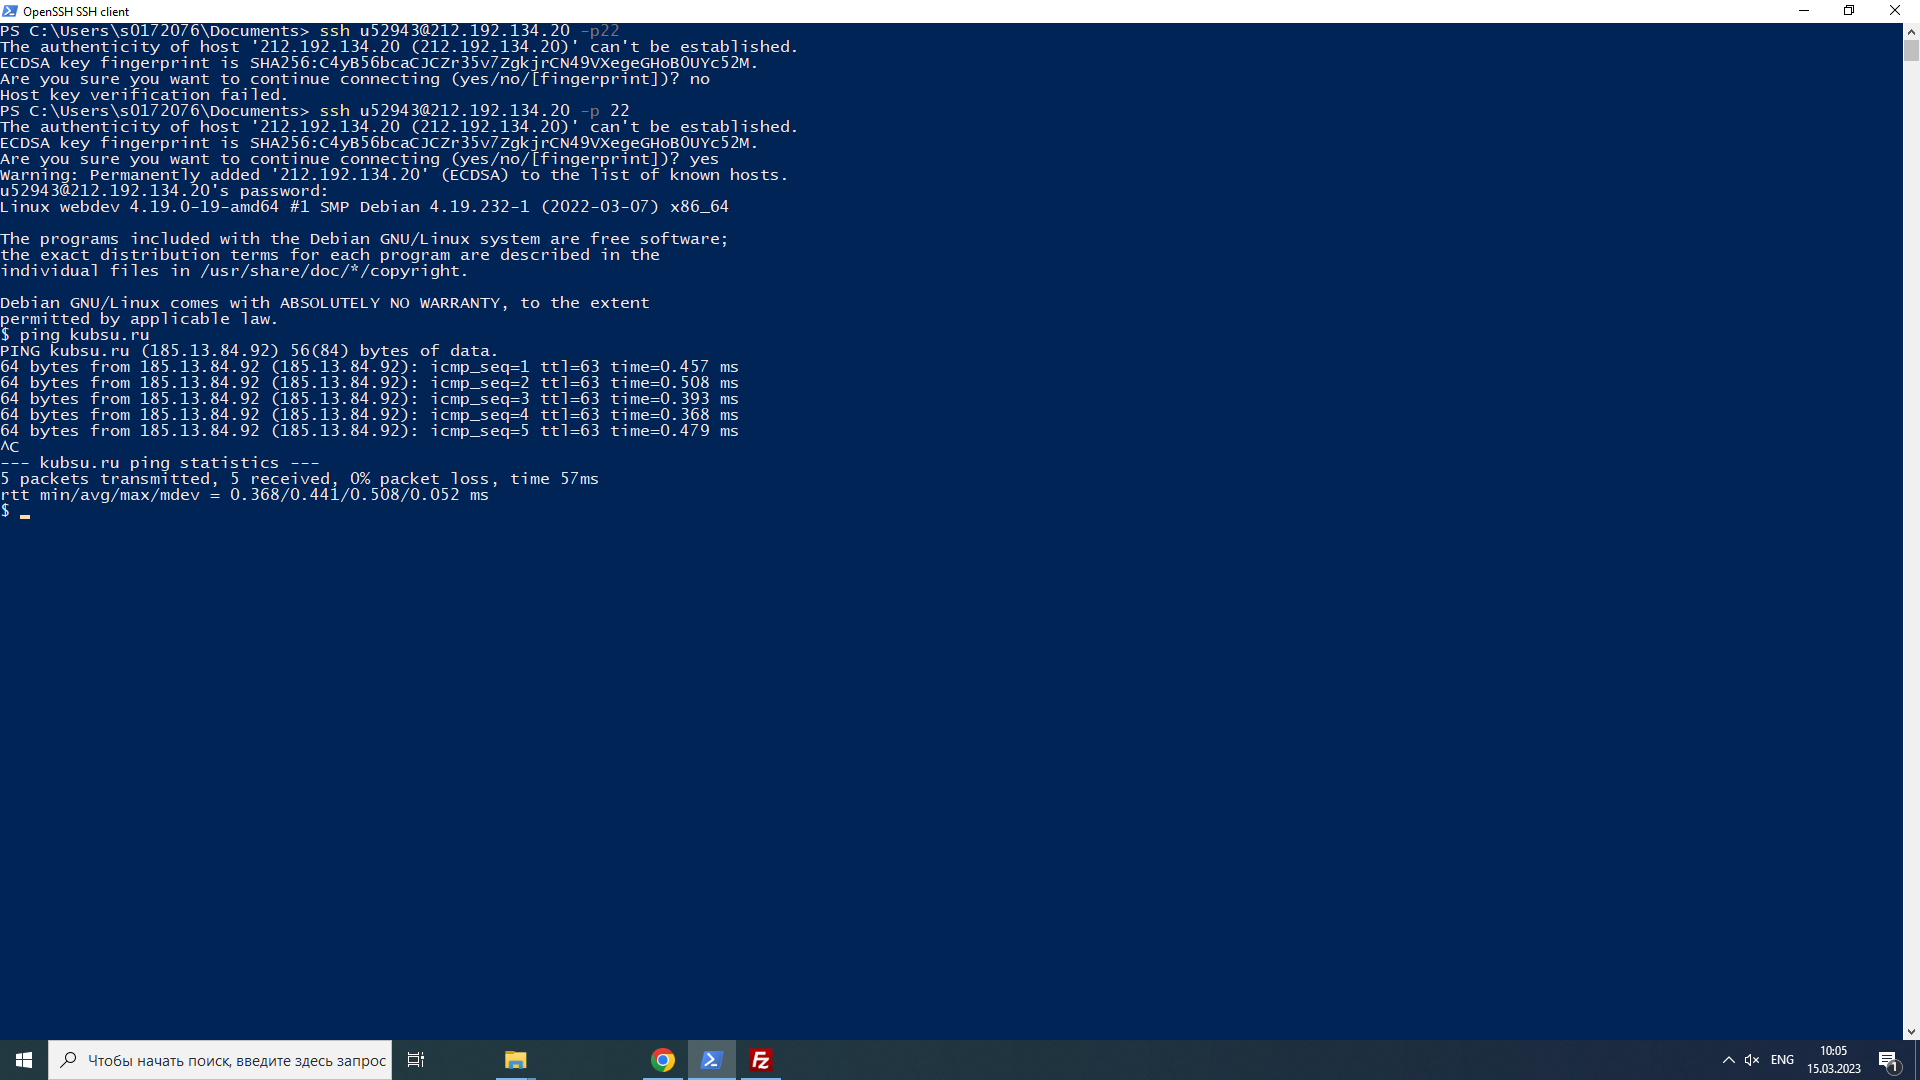 OpenSSH SSH client
PS C:\Users\s0172076\Documents> ssh u52943@212.192.134.20 -p22
The authenticity of host '212.192.134.20 (212.192.134.20)' can't be established.
ECDSA key fingerprint is SHA256:C4yB56bcaCJCZr35v7ZgkjrCN49VXegeGHoB0UYc52M.
Are you sure you want to continue connecting (yes/no/[fingerprint])? no
Host key verification failed.
PS C:\Users\s0172076\Documents> ssh u52943@212.192.134.20 -p 22
The authenticity of host '212.192.134.20 (212.192.134.20)' can't be established.
ECDSA key fingerprint is SHA256:C4yB56bcaCJCZr35v7ZgkjrCN49VXegeGHoB0UYc52M.
Are you sure you want to continue connecting (yes/no/[fingerprint])? yes
Warning: Permanently added '212.192.134.20' (ECDSA) to the list of known hosts.
u52943@212.192.134.20's password:
Linux webdev 4.19.0-19-amd64 #1 SMP Debian 4.19.232-1 (2022-03-07) x86_64
The programs included with the Debian GNU/Linux system are free software;
the exact distribution terms for each program are described in the
individual files in /usr/share/doc/*/copyright.
Debian GNU/Linux comes with ABSOLUTELY NO WARRANTY, to the extent
permitted by applicable law.
$ ping kubsu.ru
PING kubsu.ru (185.13.84.92) 56(84) bytes of data.
64 bytes from 185.13.84.92 (185.13.84.92): icmp_seq=1 ttl=63 time=0.457 ms
64 bytes from 185.13.84.92 (185.13.84.92): icmp_seq=2 ttl=63 time=0.508 ms
64 bytes from 185.13.84.92 (185.13.84.92): icmp_seq=3 ttl=63 time=0.393 ms
64 bytes from 185.13.84.92 (185.13.84.92): icmp_seq=4 ttl=63 time=0.368 ms
64 bytes from 185.13.84.92 (185.13.84.92): icmp_seq=5 ttl=63 time=0.479 ms
^C
--- kubsu.ru ping statistics ---
5 packets transmitted, 5 received, 0% packet loss, time 57ms
rtt min/avg/max/mdev = 0.368/0.441/0.508/0.052 ms
$ _
Чтобы начать поиск, введите здесь запрос
Fz
ENG
10:05
15.03.2023
1